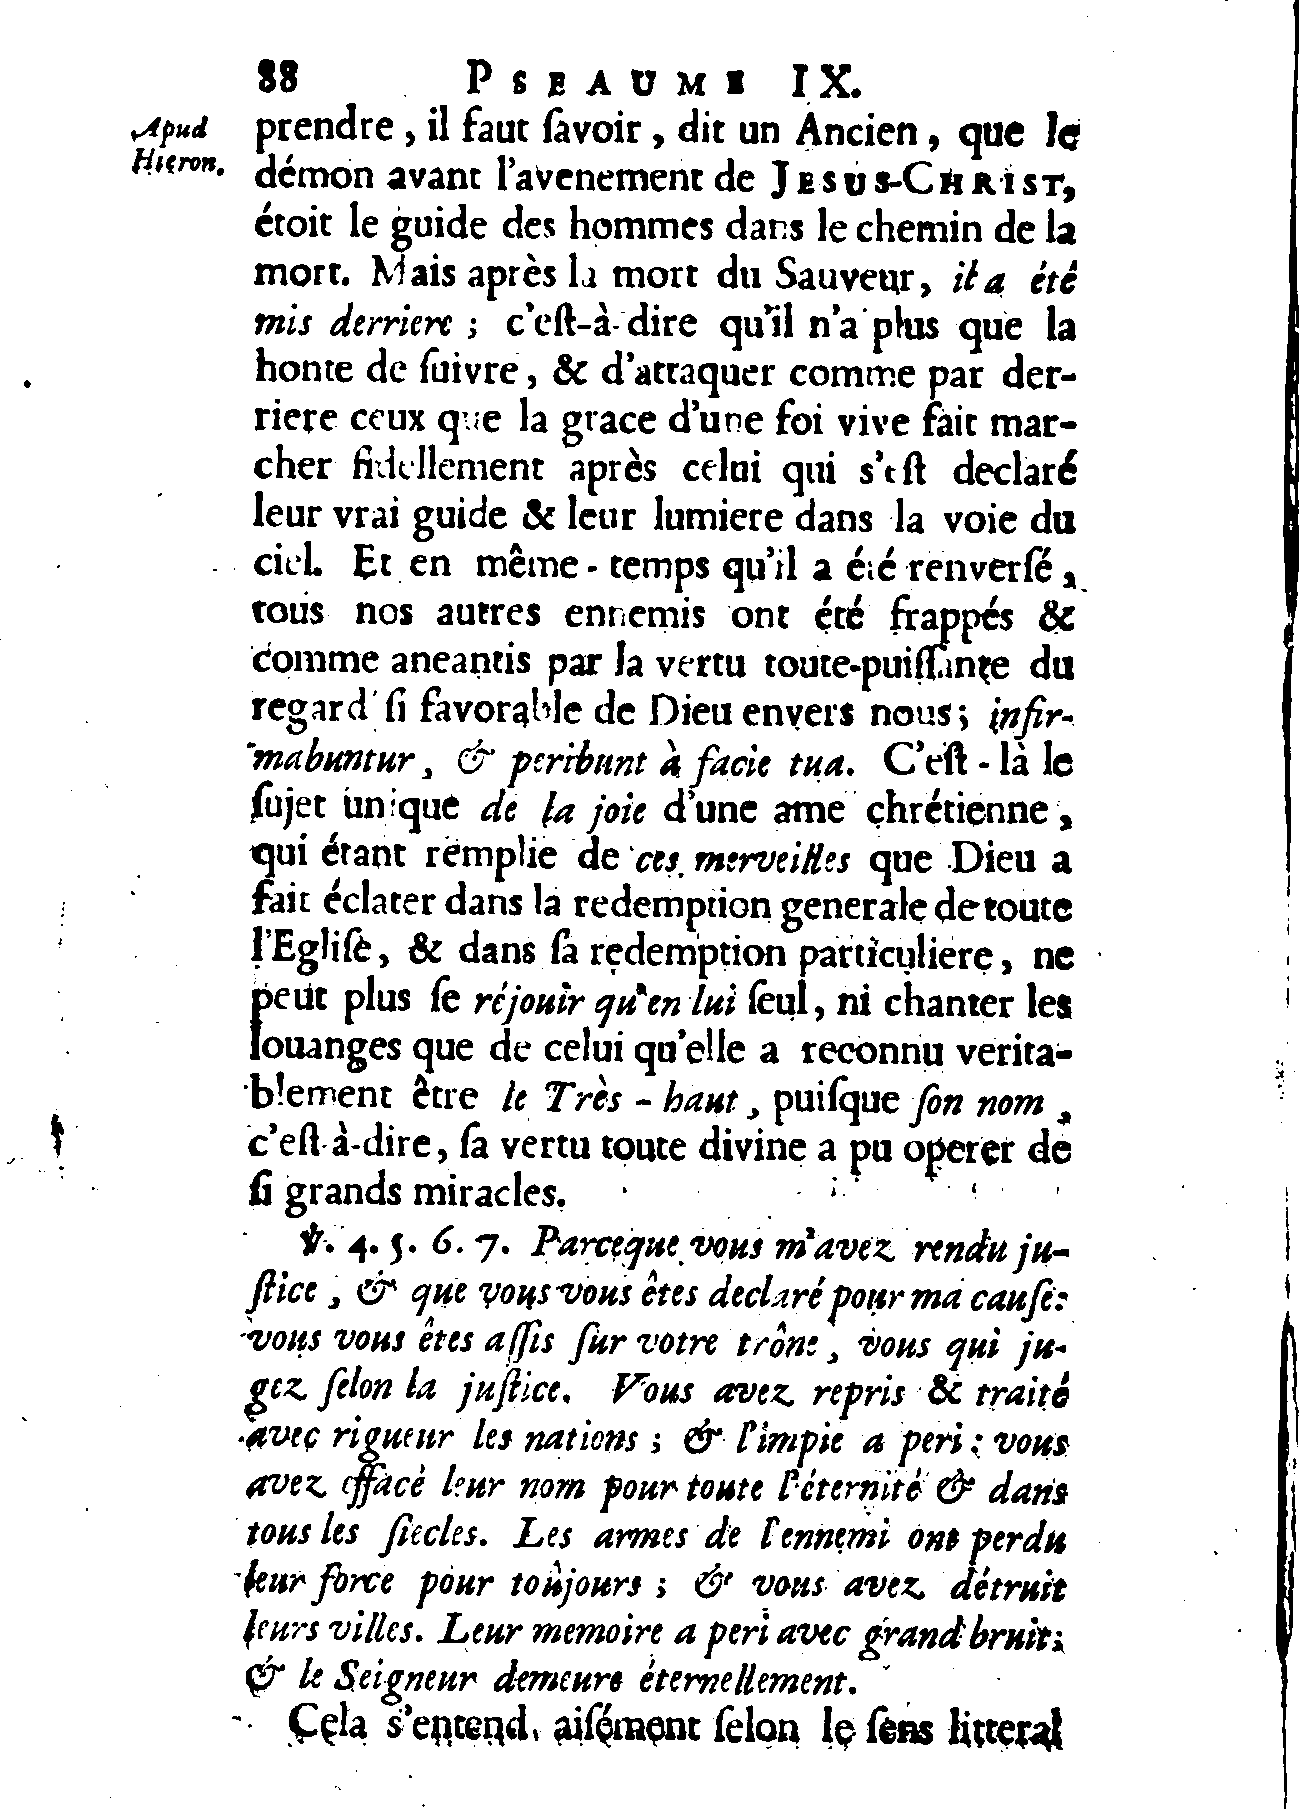 88 PSEAUME IX.
Apud
Hieron.
prendre, il faut ſavoir, dit un Ancien, que le
démon avant l'avenement de JESUS-CHRIST,
étoit le guide des hommes dans le chemin de la
mort. Mais après la mort du Sauveur, il a été
mis derriere ; c'eſt-à-dire qu'il n'a plus que la
honte de ſuivre, & d'attaquer comme par der-
riere ceux que la grace d'une foi vive fait mar-
cher fidellement après celui qui s'eſt declaré
leur vrai guide & leur lumiere dans la voie du
ciel. Et en même-temps qu'il a été renverſé,
tous nos autres ennemis ont été frappés &
comme aneantis par la vertu toute-puiſſante du
regard ſi favorable de Dieu envers nous; infir-
mabuntur, & peribunt à facie tua. C'eſt-là le
ſujet unique de la joie d'une ame chrétienne,
qui étant remplie de ces merveilles que Dieu a
fait éclater dans la redemption generale de toute
l'Egliſe, & dans ſa redemption particuliere, ne
peut plus ſe réjouir qu'en lui ſeul, ni chanter les
louanges que de celui qu'elle a reconnu verita-
blement être le Très-haut, puiſque ſon nom,
c'eſt-à-dire, ſa vertu toute divine a pu operer de
ſi grands miracles.
℣. 4. 5. 6. 7. Parceque vous m'avez rendu ju-
ſtice, & que vous vous êtes declaré pour ma cauſe:
vous vous êtes aſſis ſur votre trône, vous qui ju-
gez ſelon la juſtice. Vous avez repris & traité
avec rigueur les nations ; & l'impie a peri : vous
avez effacé leur nom pour toute l'éternité & dans
tous les ſiecles. Les armes de l'ennemi ont perdu
leur force pour toûjours ; & vous avez détruit
leurs villes. Leur memoire a peri avec grand bruit;
& le Seigneur demeure éternellement.
Cela s'entend aiſément ſelon le ſens litteral